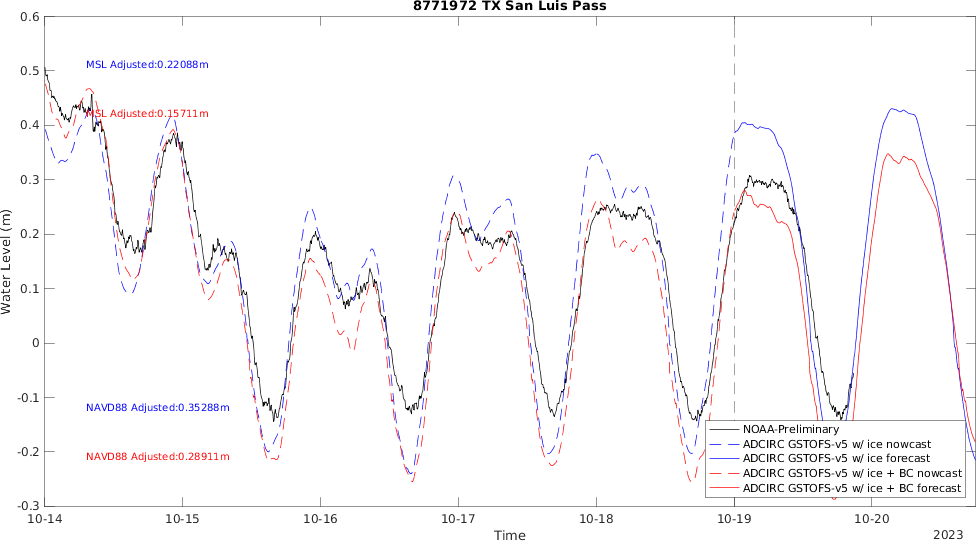 8771972 TX San Luis Pass
0.6
0.5
0.4
0.3
0.2
0.1
0
-0.1
-0.2
-0.3
Water Level (m)
MSL Adjusted:0.22088m
MSL Adjusted:0.15711m
NAVD88 Adjusted:0.35288m
NAVD88 Adjusted:0.28911m
NOAA-Preliminary
ADCIRC GSTOFS-v5 w/ ice nowcast
ADCIRC GSTOFS-v5 w/ ice forecast
ADCIRC GSTOFS-v5 w/ ice + BC nowcast
ADCIRC GSTOFS-v5 w/ ice + BC forecast
10-14 10-15 10-16 10-17 10-18 10-19 10-20
Time
2023